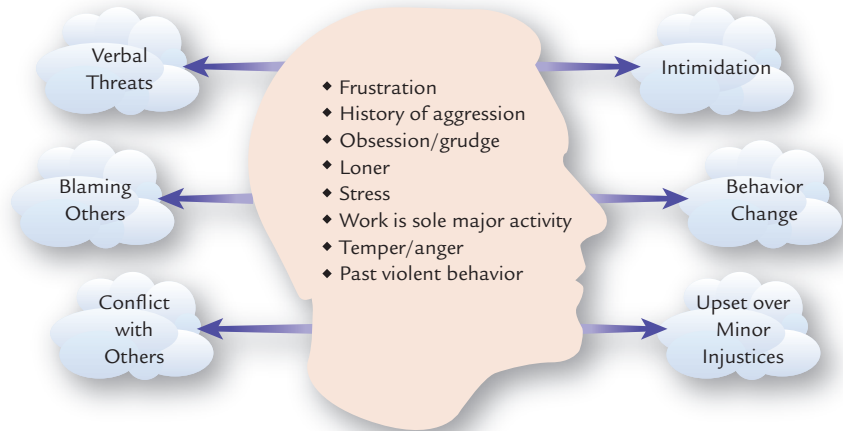 Verbal
Threats
Blaming
Others
Conflict
with
Others
◆ Frustration
◆ History of aggression
◆ Obsession/grudge
◆ Loner
◆ Stress
◆ Work is sole major activity
◆ Temper/anger
◆ Past violent behavior
Intimidation
Behavior
Change
Upset over
Minor
Injustices